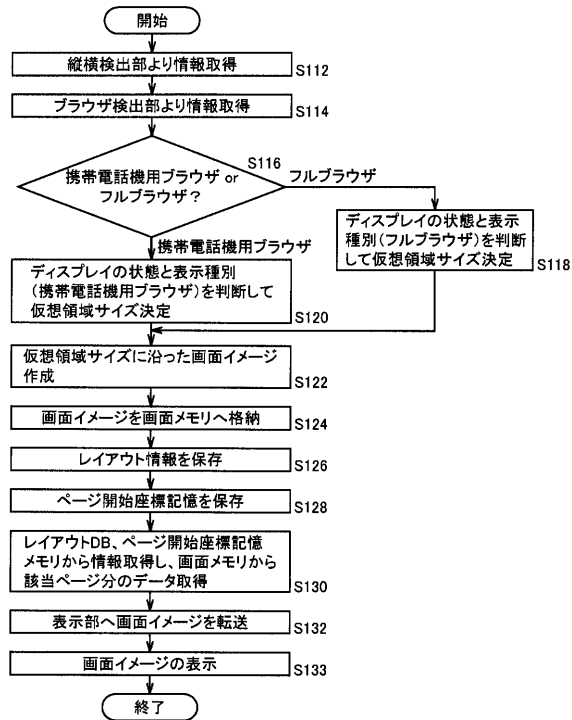 開始
縦横検出部より情報取得
S112
ブラウザ検出部より情報取得
S114
S116
携帯電話機用ブラウザ or
フルブラウザ？
フルブラウザ
携帯電話機用ブラウザ
ディスプレイの状態と表示
種別(フルブラウザ)を判断
して仮想領域サイズ決定
S118
ディスプレイの状態と表示種別
(携帯電話機用ブラウザ)を判断して
仮想領域サイズ決定
S120
仮想領域サイズに沿った画面イメージ
作成
S122
画面イメージを画面メモリへ格納
S124
レイアウト情報を保存
S126
ページ開始座標記憶を保存
S128
レイアウトDB、ページ開始座標記憶
メモリから情報取得し、画面メモリから
該当ページ分のデータ取得
S130
表示部へ画面イメージを転送
S132
画面イメージの表示
S133
終了